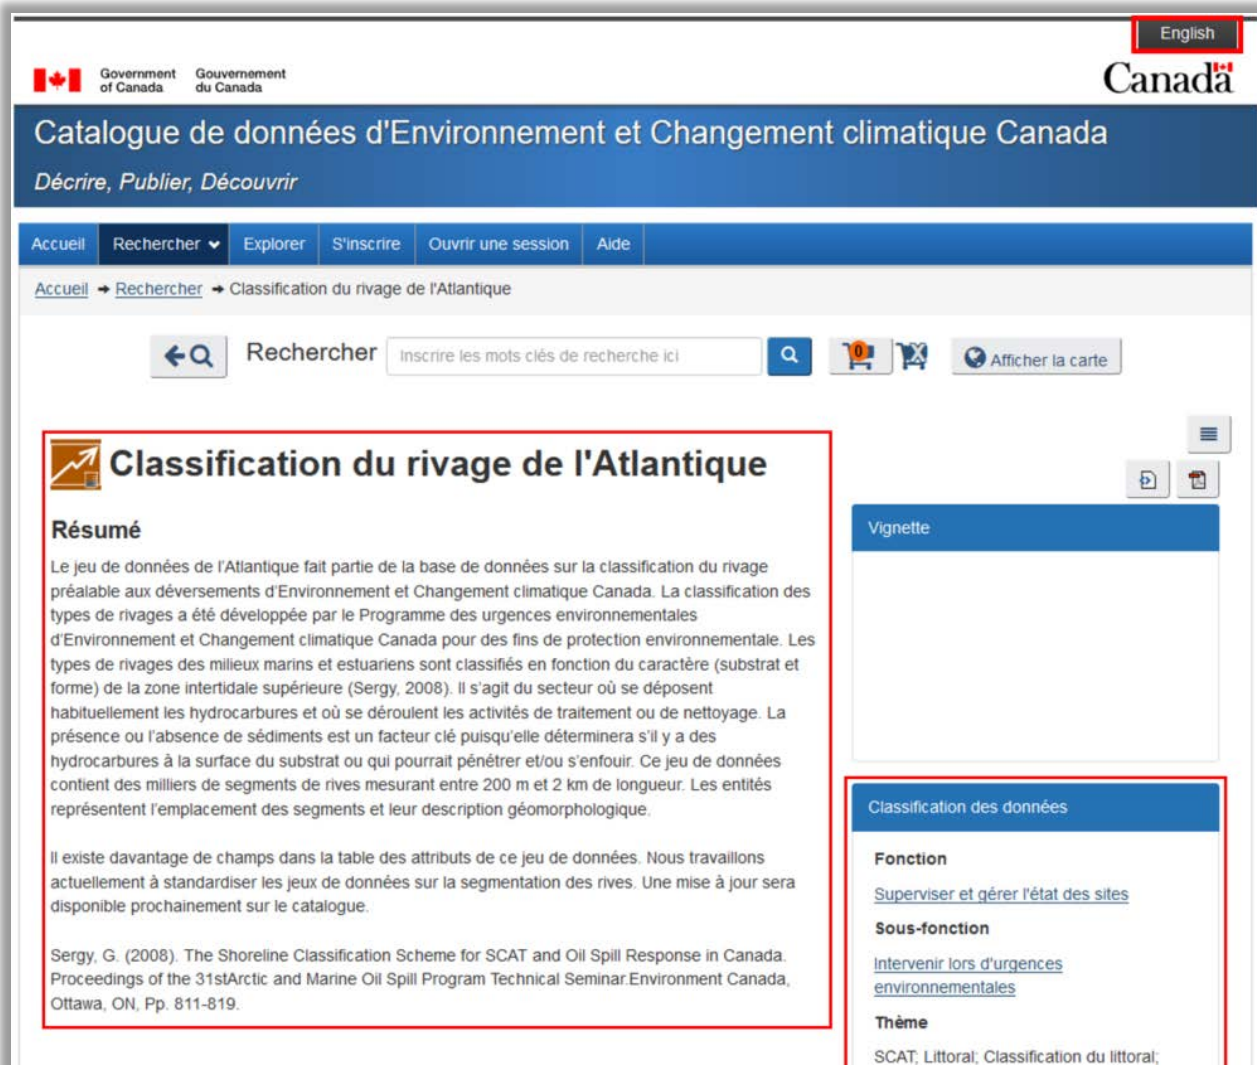 English
Government of Canada
Gouvernement du Canada
Canada
Catalogue de données d'Environnement et Changement climatique Canada
Décrire, Publier, Découvrir
Accueil Rechercher Explorer S'inscrire Ouvrir une session Aide
Accueil Rechercher Classification du rivage de l'Atlantique
Rechercher Inscrire les mots clés de recherche ici 0 Afficher la carte
Classification du rivage de l'Atlantique
Résumé
Le jeu de données de l'Atlantique fait partie de la base de données sur la classification du rivage
préalable aux déversements d'Environnement et Changement climatique Canada. La classification des
types de rivages a été développée par le Programme des urgences environnementales
d'Environnement et Changement climatique Canada pour des fins de protection environnementale. Les
types de rivages des milieux marins et estuariens sont classifiés en fonction du caractère (substrat et
forme) de la zone intertidale supérieure (Sergy, 2008). Il s'agit du secteur où se déposent
habituellement les hydrocarbures et où se déroulent les activités de traitement ou de nettoyage. La
présence ou l'absence de sédiments est un facteur clé puisqu'elle déterminera s'il y a des
hydrocarbures à la surface du substrat ou qui pourrait pénétrer et/ou s'enfouir. Ce jeu de données
contient des milliers de segments de rives mesurant entre 200 m et 2 km de longueur. Les entités
représentent l'emplacement des segments et leur description géomorphologique.
Il existe davantage de champs dans la table des attributs de ce jeu de données. Nous travaillons
actuellement à standardiser les jeux de données sur la segmentation des rives. Une mise à jour sera
disponible prochainement sur le catalogue.
Sergy, G. (2008). The Shoreline Classification Scheme for SCAT and Oil Spill Response in Canada.
Proceedings of the 31stArctic and Marine Oil Spill Program Technical Seminar.Environment Canada,
Ottawa, ON, Pp. 811-819.
Vignette
Classification des données
Fonction
Superviser et gérer l'état des sites
Sous-fonction
Intervenir lors d'urgences
environnementales
Thème
SCAT; Littoral; Classification du littoral;